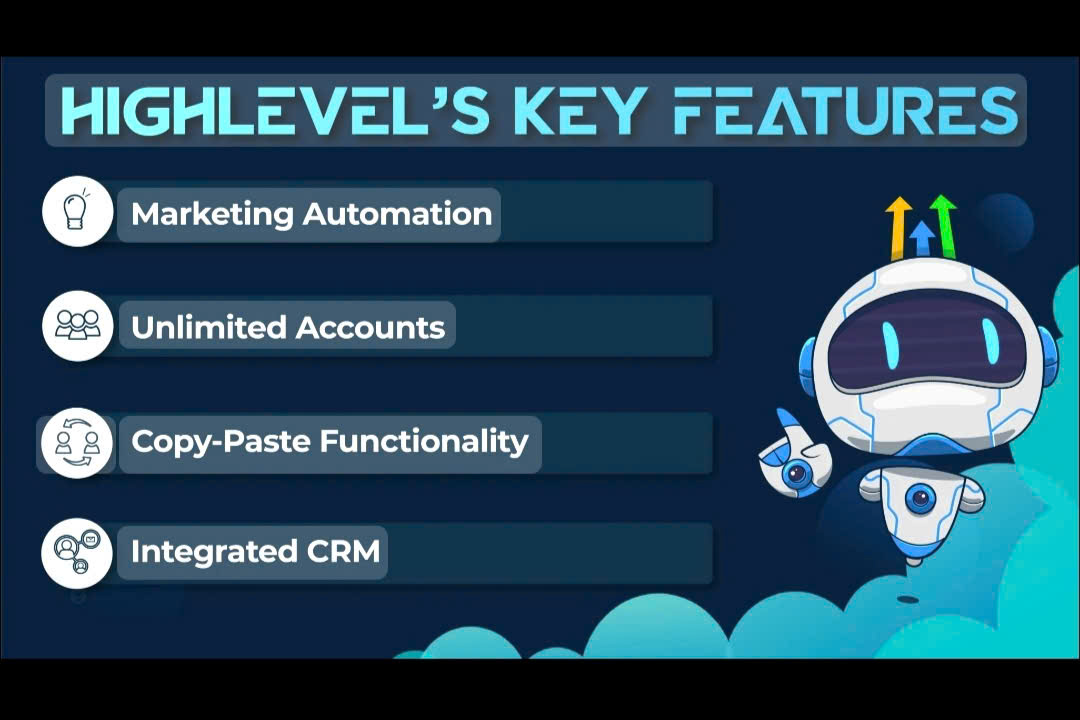 HIGHLEVEL'S KEY FEATURES
Marketing Automation
Unlimited Accounts
Copy-Paste Functionality
Integrated CRM